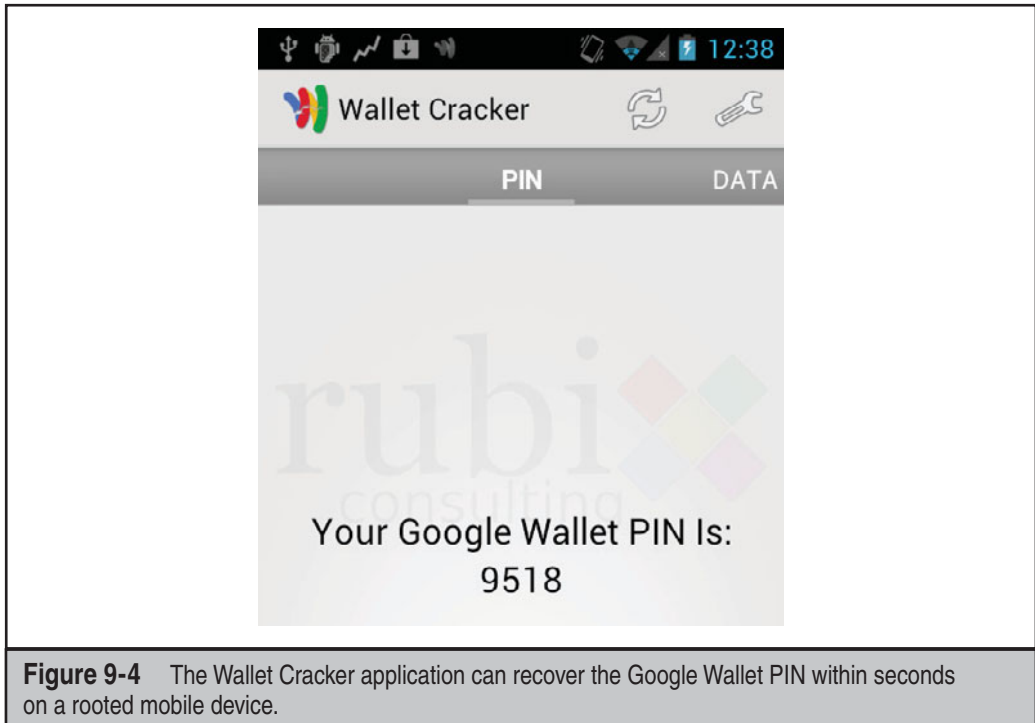 12:38
Wallet Cracker
PIN DATA
rubi
consulting
Your Google Wallet PIN Is:
9518
Figure 9-4 The Wallet Cracker application can recover the Google Wallet PIN within seconds
on a rooted mobile device.